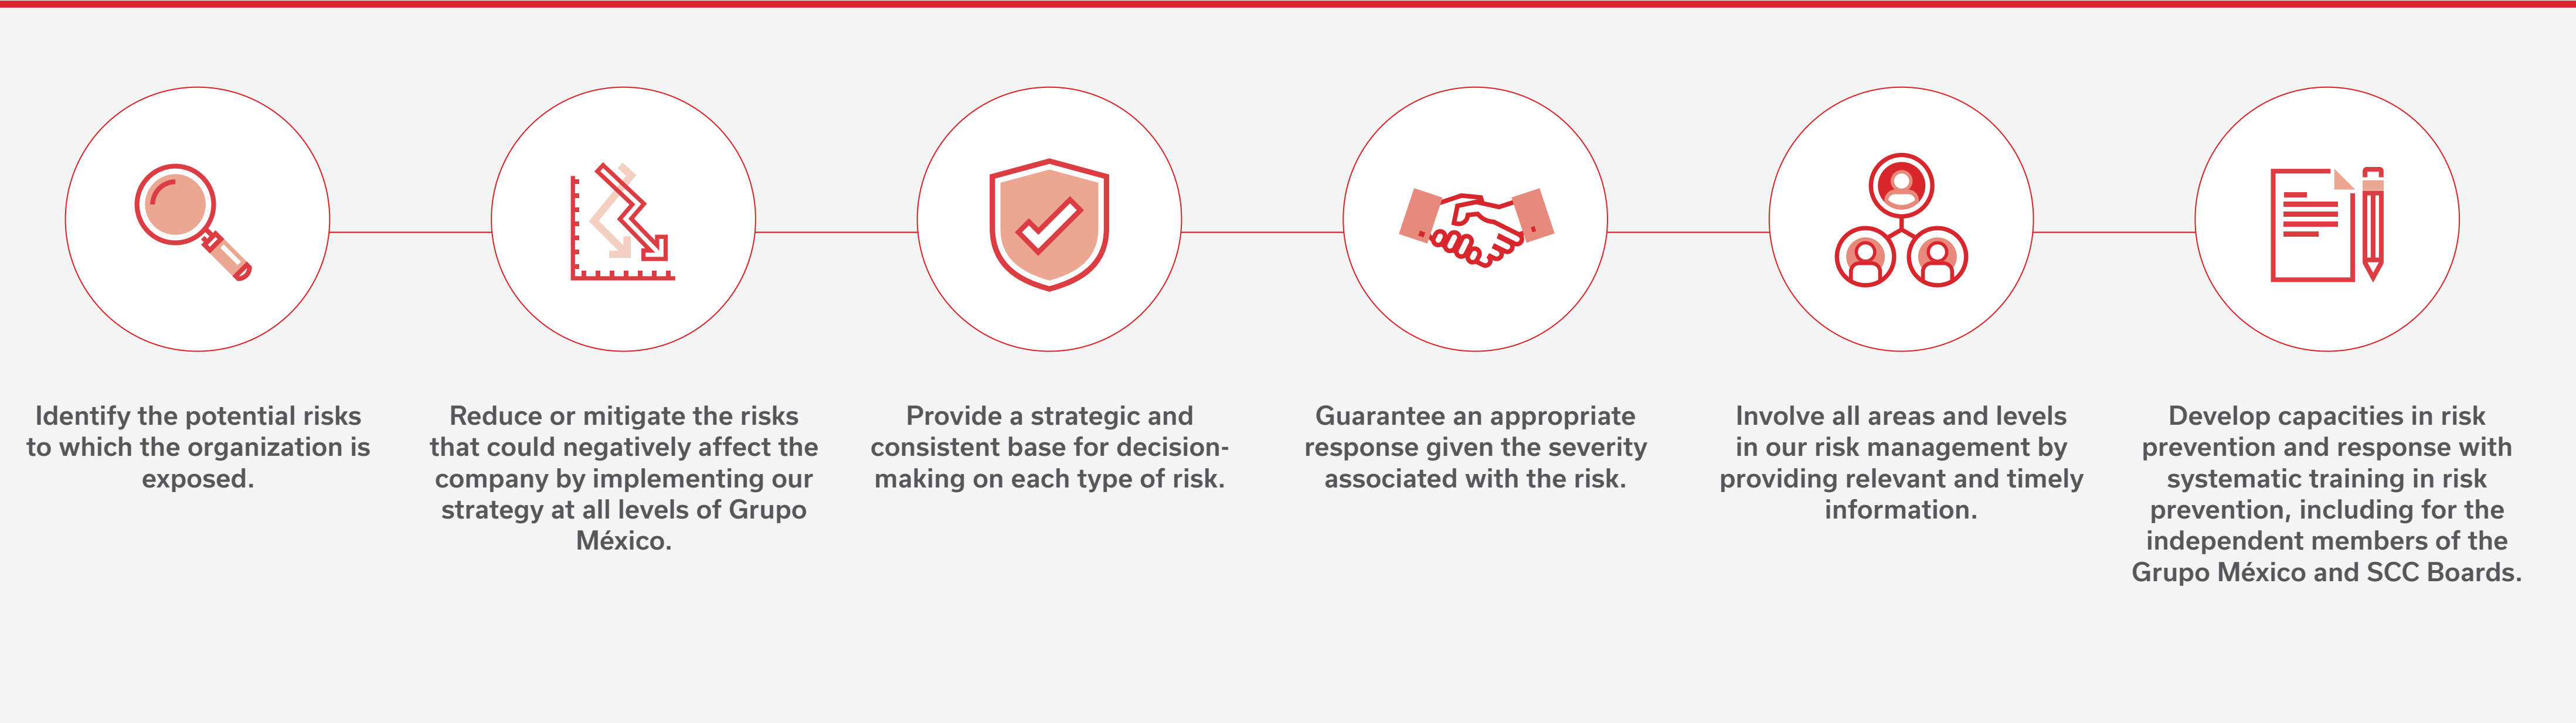 Identify the potential risks
to which the organization is
exposed.
Reduce or mitigate the risks
that could negatively affect the
company by implementing our
strategy at all levels of Grupo
México.
Provide a strategic and
consistent base for decision-
making on each type of risk.
Guarantee an appropriate
response given the severity
associated with the risk.
Involve all areas and levels
in our risk management by
providing relevant and timely
information.
Develop capacities in risk
prevention and response with
systematic training in risk
prevention, including for the
independent members of the
Grupo México and SCC Boards.